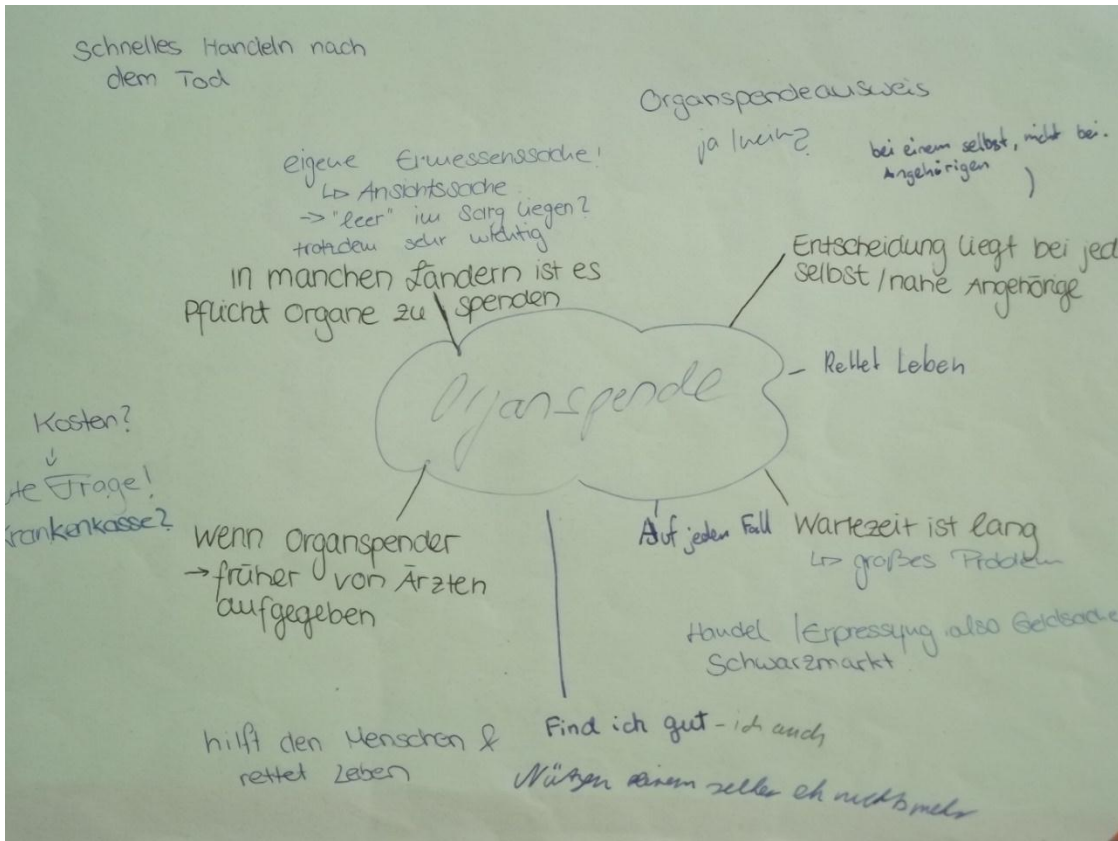 Schnelles Handeln nach
dem Tod
Organspendeausweis
ja / nein?
bei einem selbst, nicht bei.
Angehörigen
eigene Ermessenssache!
↳ Ansichtssache
→ "leer" im Sarg liegen?
trotzdem sehr wichtig
in manchen Ländern ist es
Pflicht Organe zu spenden
Entscheidung liegt bei jed
selbst / nahe Angehörige
- Rettet Leben
Organspende
Kosten?
↓
te Frage!
Krankenkasse?
wenn Organspender
→ früher von Ärzten
aufgegeben
Auf jeden Fall
Wartezeit ist lang
↳ großes Problem
Handel / Erpressung also Geldsache
Schwarzmarkt
hilft den Menschen &
rettet Leben
Find ich gut - ich auch
Nützen einem selber eh nichts mehr